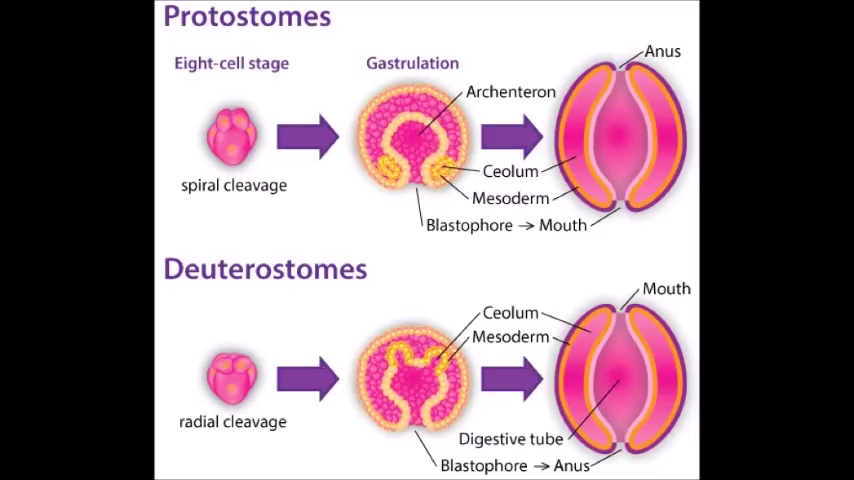 Protostomes
Eight-cell stage
Gastrulation
Anus
Archenteron
spiral cleavage
Ceolum
Mesoderm
Blastophore → Mouth
Deuterostomes
Mouth
Ceolum
Mesoderm
radial cleavage
Digestive tube
Blastophore → Anus